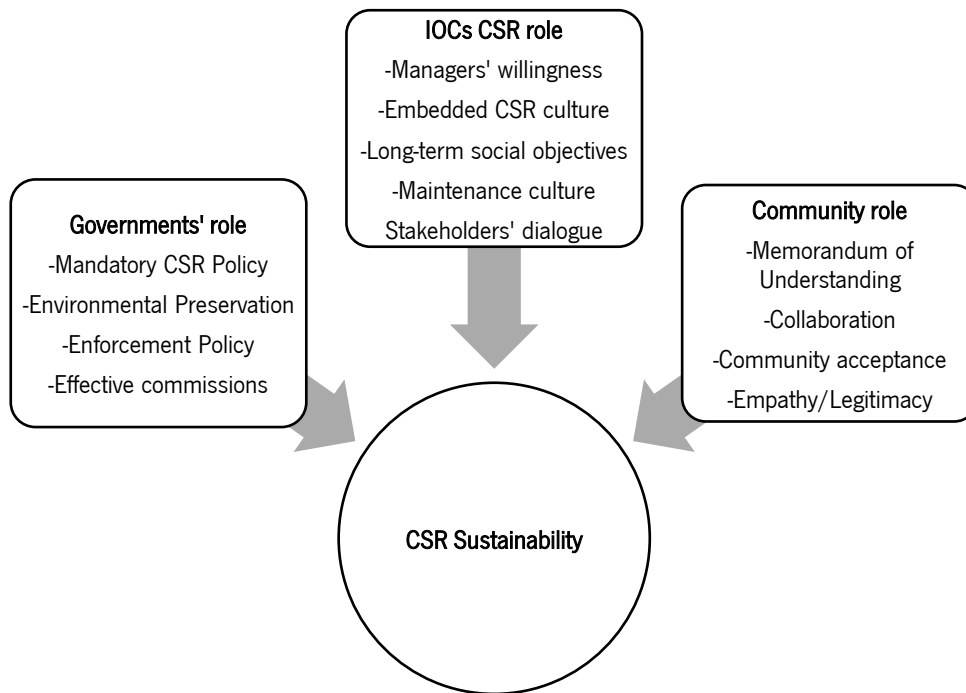 IOCs CSR role
-Managers' willingness
-Embedded CSR culture
-Long-term social objectives
-Maintenance culture
Stakeholders' dialogue
Governments' role
-Mandatory CSR Policy
-Environmental Preservation
-Enforcement Policy
-Effective commissions
Community role
-Memorandum of
Understanding
-Collaboration
-Community acceptance
-Empathy/Legitimacy
CSR Sustainability